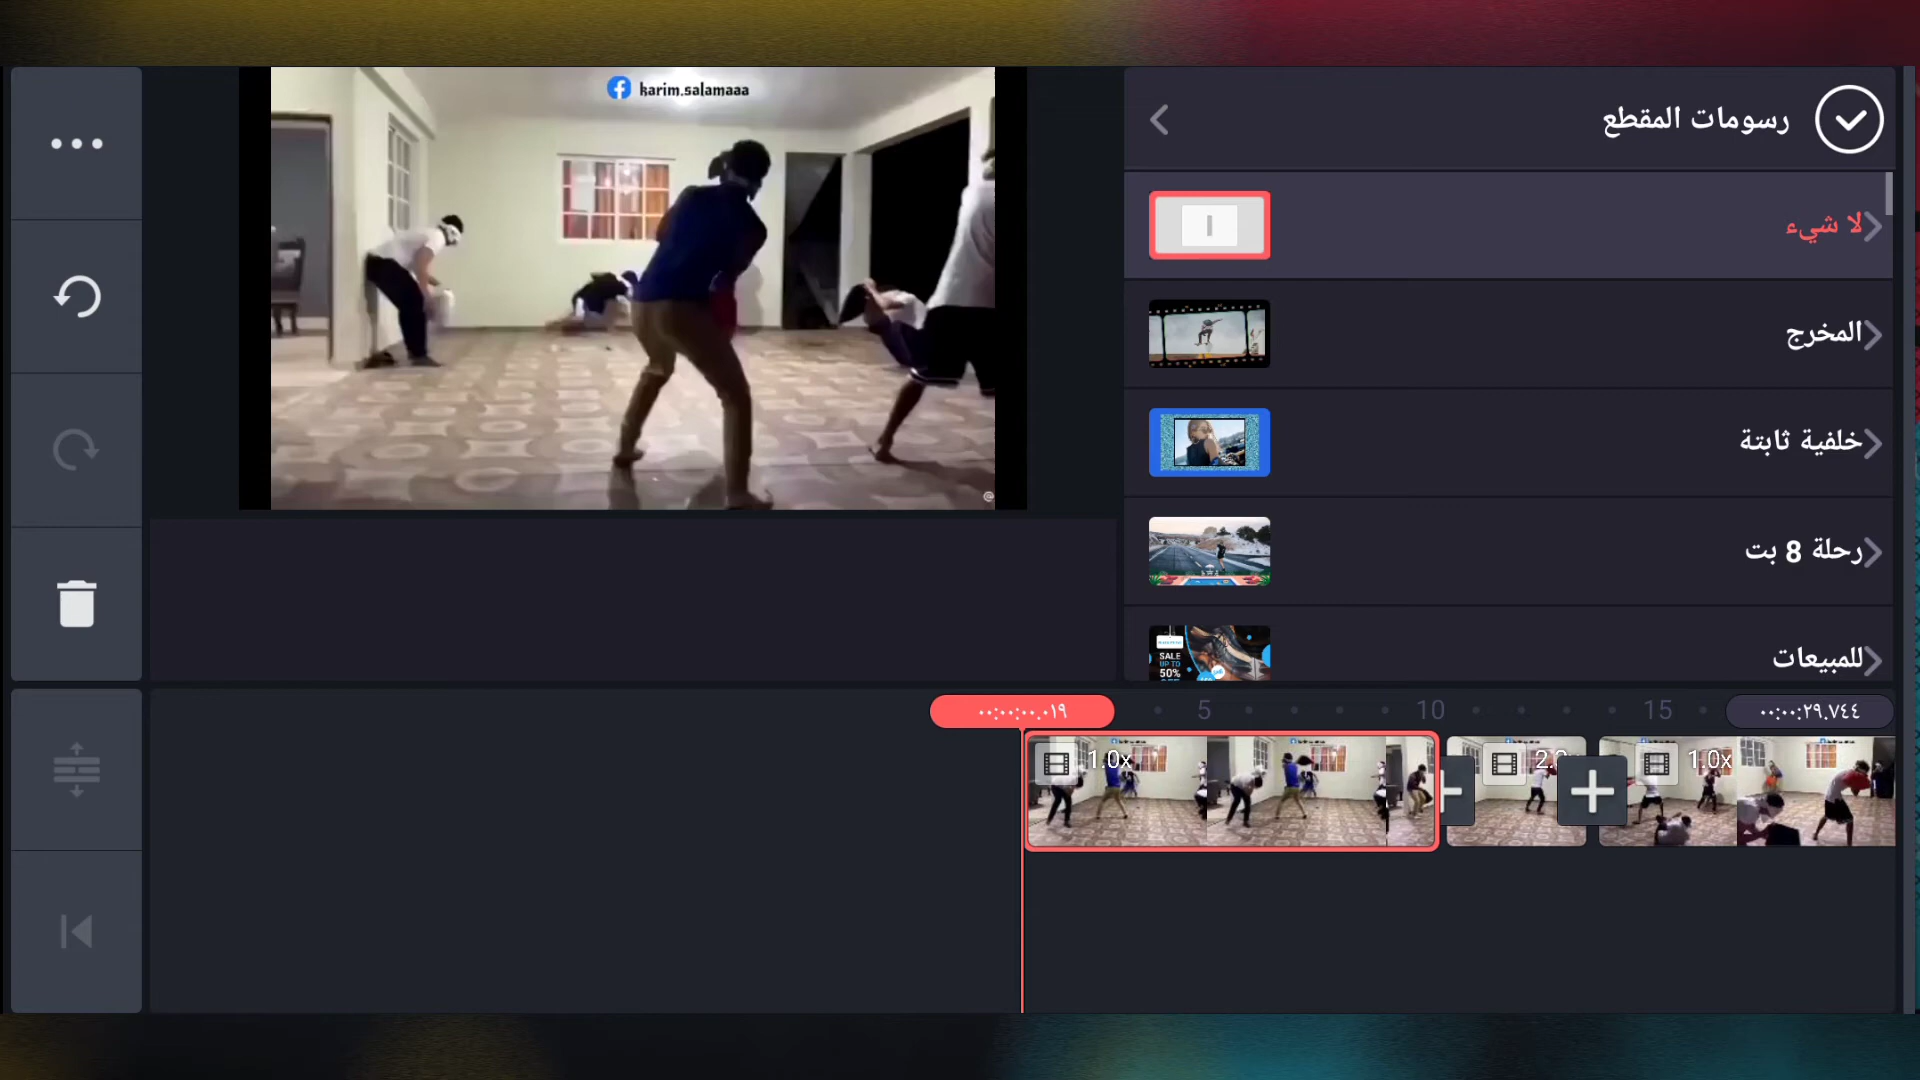 karim.salamaaa
رسومات المقطع
لا شيء
المخرج
خلفية ثابتة
رحلة 8 بت
للمبيعات
SALE
UP TO
50%
٠٠:٠٠:٠٠.٠١٩
5
10
15
٠٠:٠٠:٢٩.٧٤٤
1.0x
1.0x